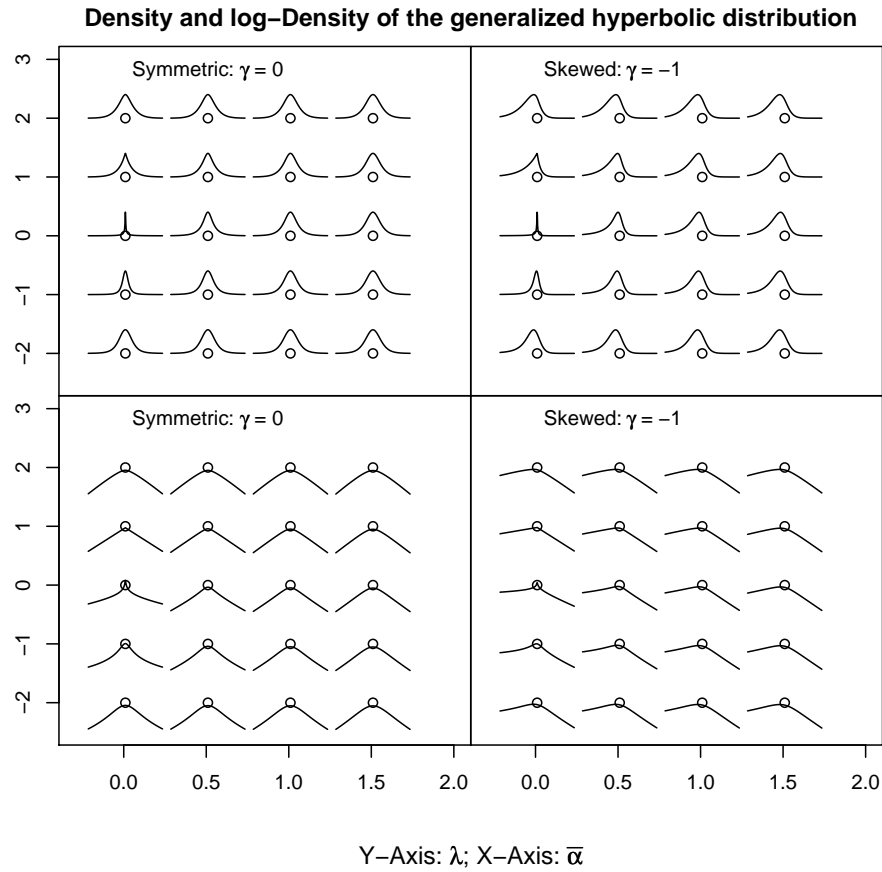 Density and log−Density of the generalized hyperbolic distribution
Symmetric: γ = 0
Skewed: γ = −1
3
2
1
0
−1
−2
Symmetric: γ = 0
Skewed: γ = −1
3
2
1
0
−1
−2
0.0 0.5 1.0 1.5 2.0
0.0 0.5 1.0 1.5 2.0
Y−Axis: λ; X−Axis: α̅